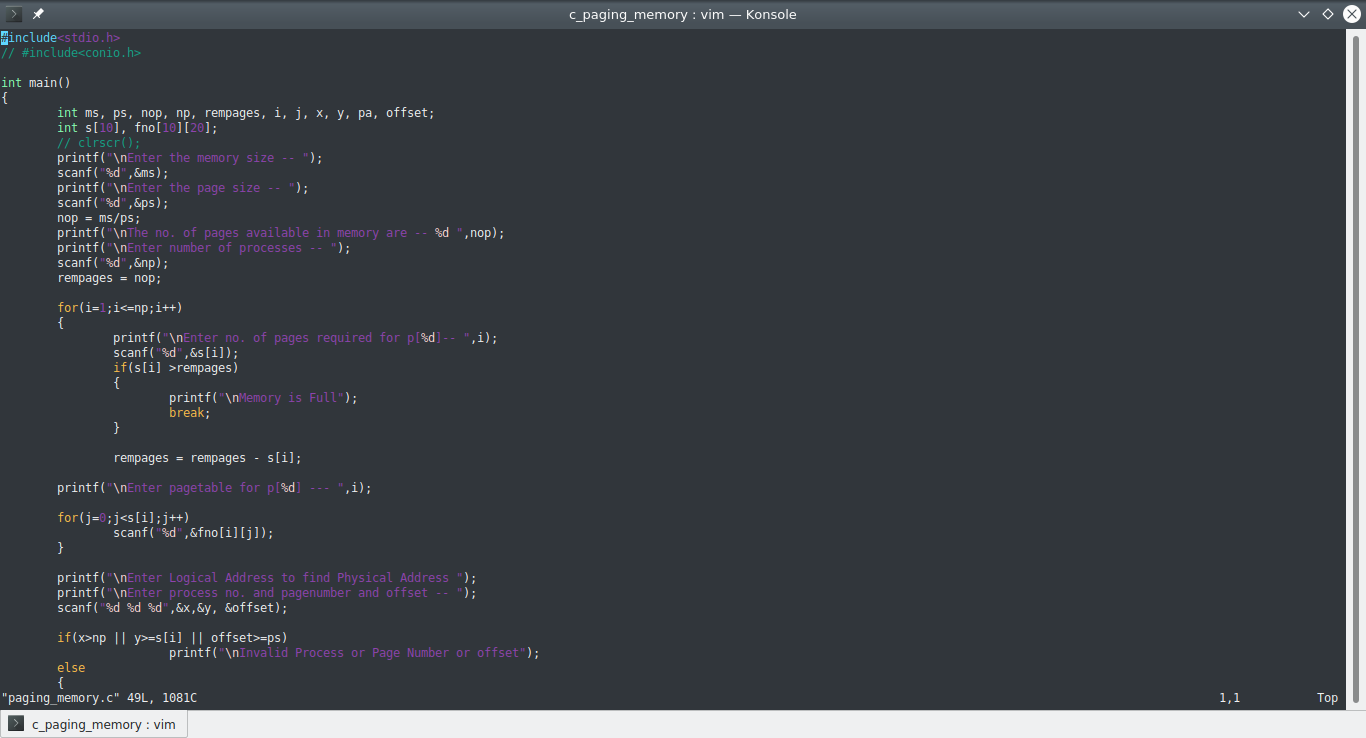 c_paging_memory : vim — Konsole
#include<stdio.h>
// #include<conio.h>
int main()
{
int ms, ps, nop, np, rempages, i, j, x, y, pa, offset;
int s[10], fno[10][20];
// clrscr();
printf("\nEnter the memory size -- ");
scanf("%d",&ms);
printf("\nEnter the page size -- ");
scanf("%d",&ps);
nop = ms/ps;
printf("\nThe no. of pages available in memory are -- %d ",nop);
printf("\nEnter number of processes -- ");
scanf("%d",&np);
rempages = nop;
for(i=1;i<=np;i++)
{
printf("\nEnter no. of pages required for p[%d]-- ",i);
scanf("%d",&s[i]);
if(s[i] >rempages)
{
printf("\nMemory is Full");
break;
}
rempages = rempages - s[i];
printf("\nEnter pagetable for p[%d] --- ",i);
for(j=0;j<s[i];j++)
scanf("%d",&fno[i][j]);
}
printf("\nEnter Logical Address to find Physical Address ");
printf("\nEnter process no. and pagenumber and offset -- ");
scanf("%d %d %d",&x,&y, &offset);
if(x>np || y>=s[i] || offset>=ps)
printf("\nInvalid Process or Page Number or offset");
else
{
"paging_memory.c" 49L, 1081C 1,1 Top
c_paging_memory : vim